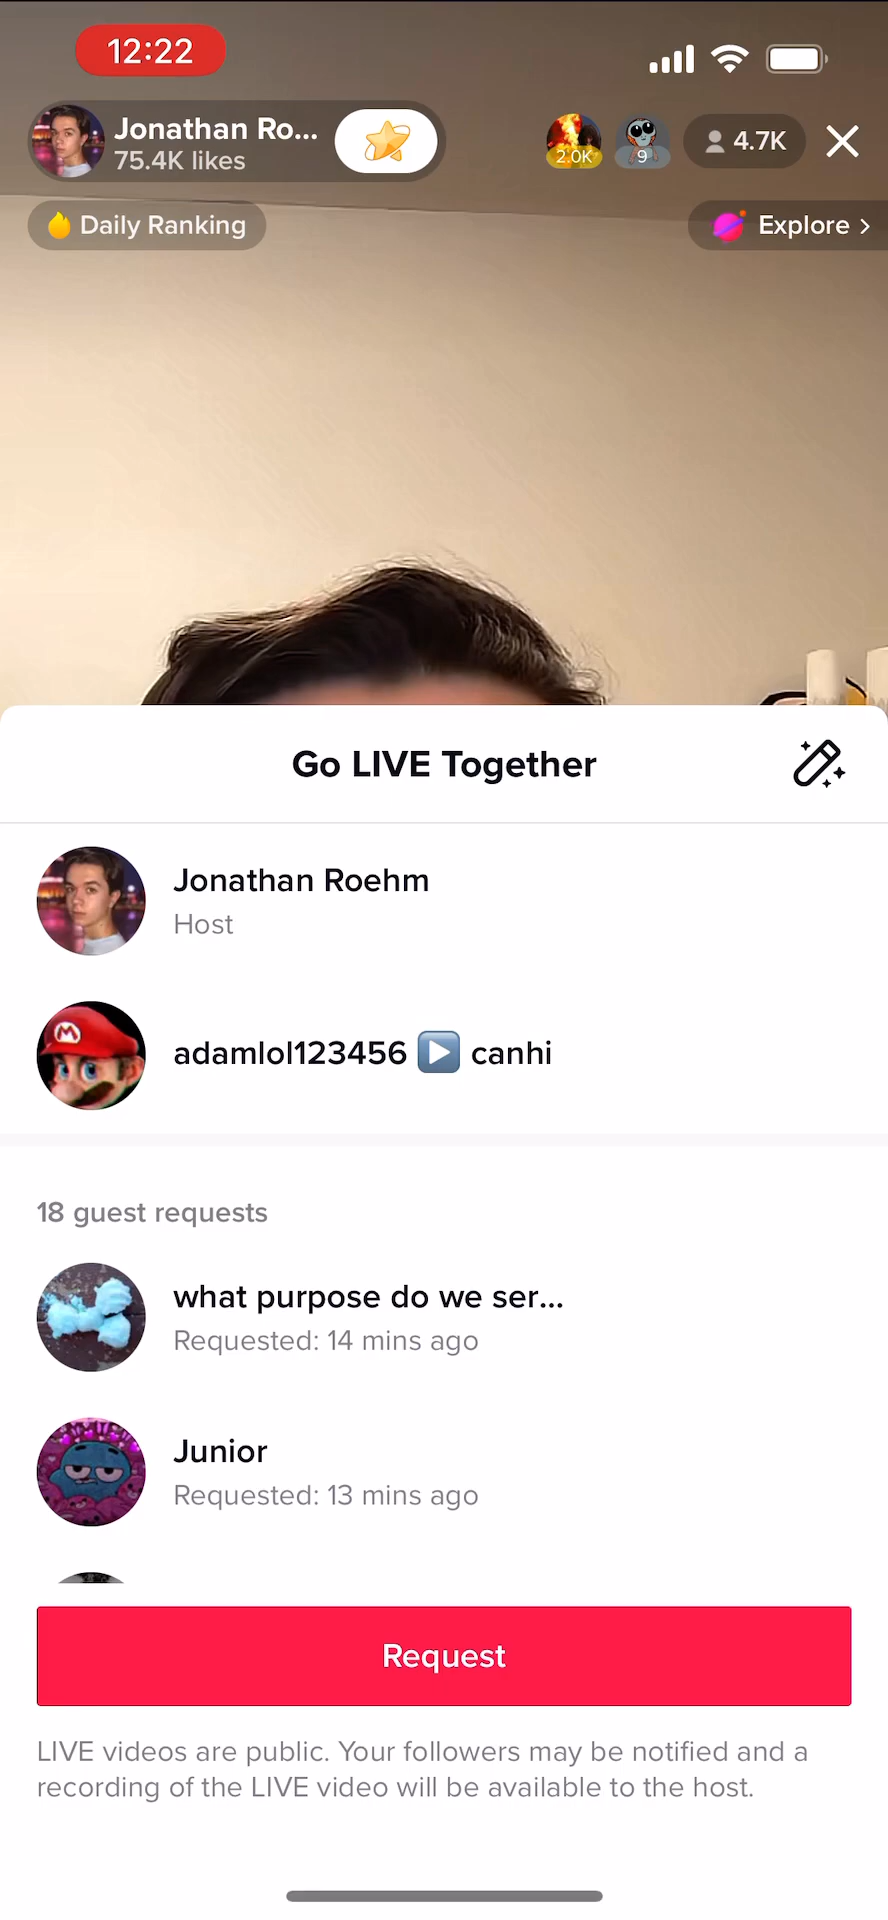 12:22
Jonathan Ro...
75.4K likes
2.0K
9
4.7K
Daily Ranking
Explore >
Go LIVE Together
Jonathan Roehm
Host
adamlol123456 ▶️ canhi
18 guest requests
what purpose do we ser...
Requested: 14 mins ago
Junior
Requested: 13 mins ago
Request
LIVE videos are public. Your followers may be notified and a
recording of the LIVE video will be available to the host.